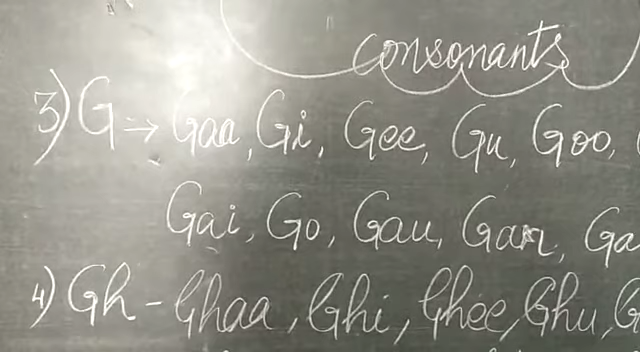 consonants
3) G → Gaa, Gi, Gee, Gu, Goo,
Gai, Go, Gau, Gan, Ga
4) Gh - Ghaa, Ghi, Ghee, Ghu, G